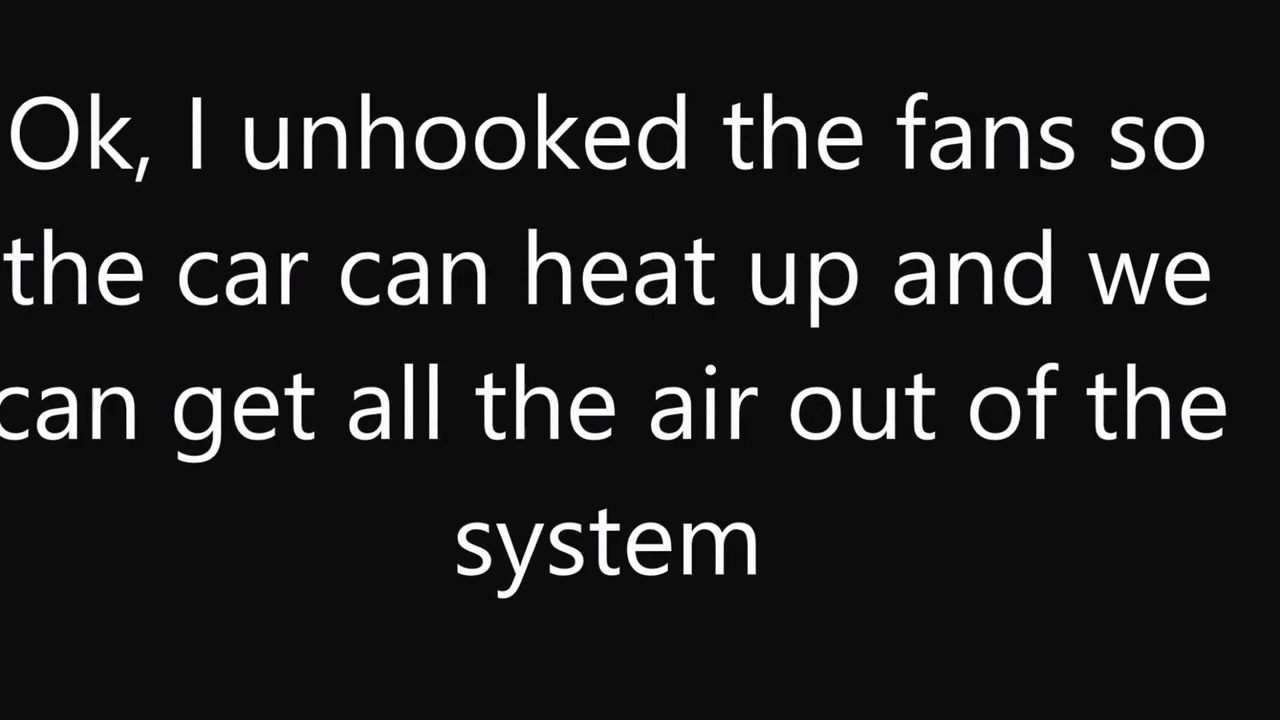 Ok, I unhooked the fans so
the car can heat up and we
can get all the air out of the
system